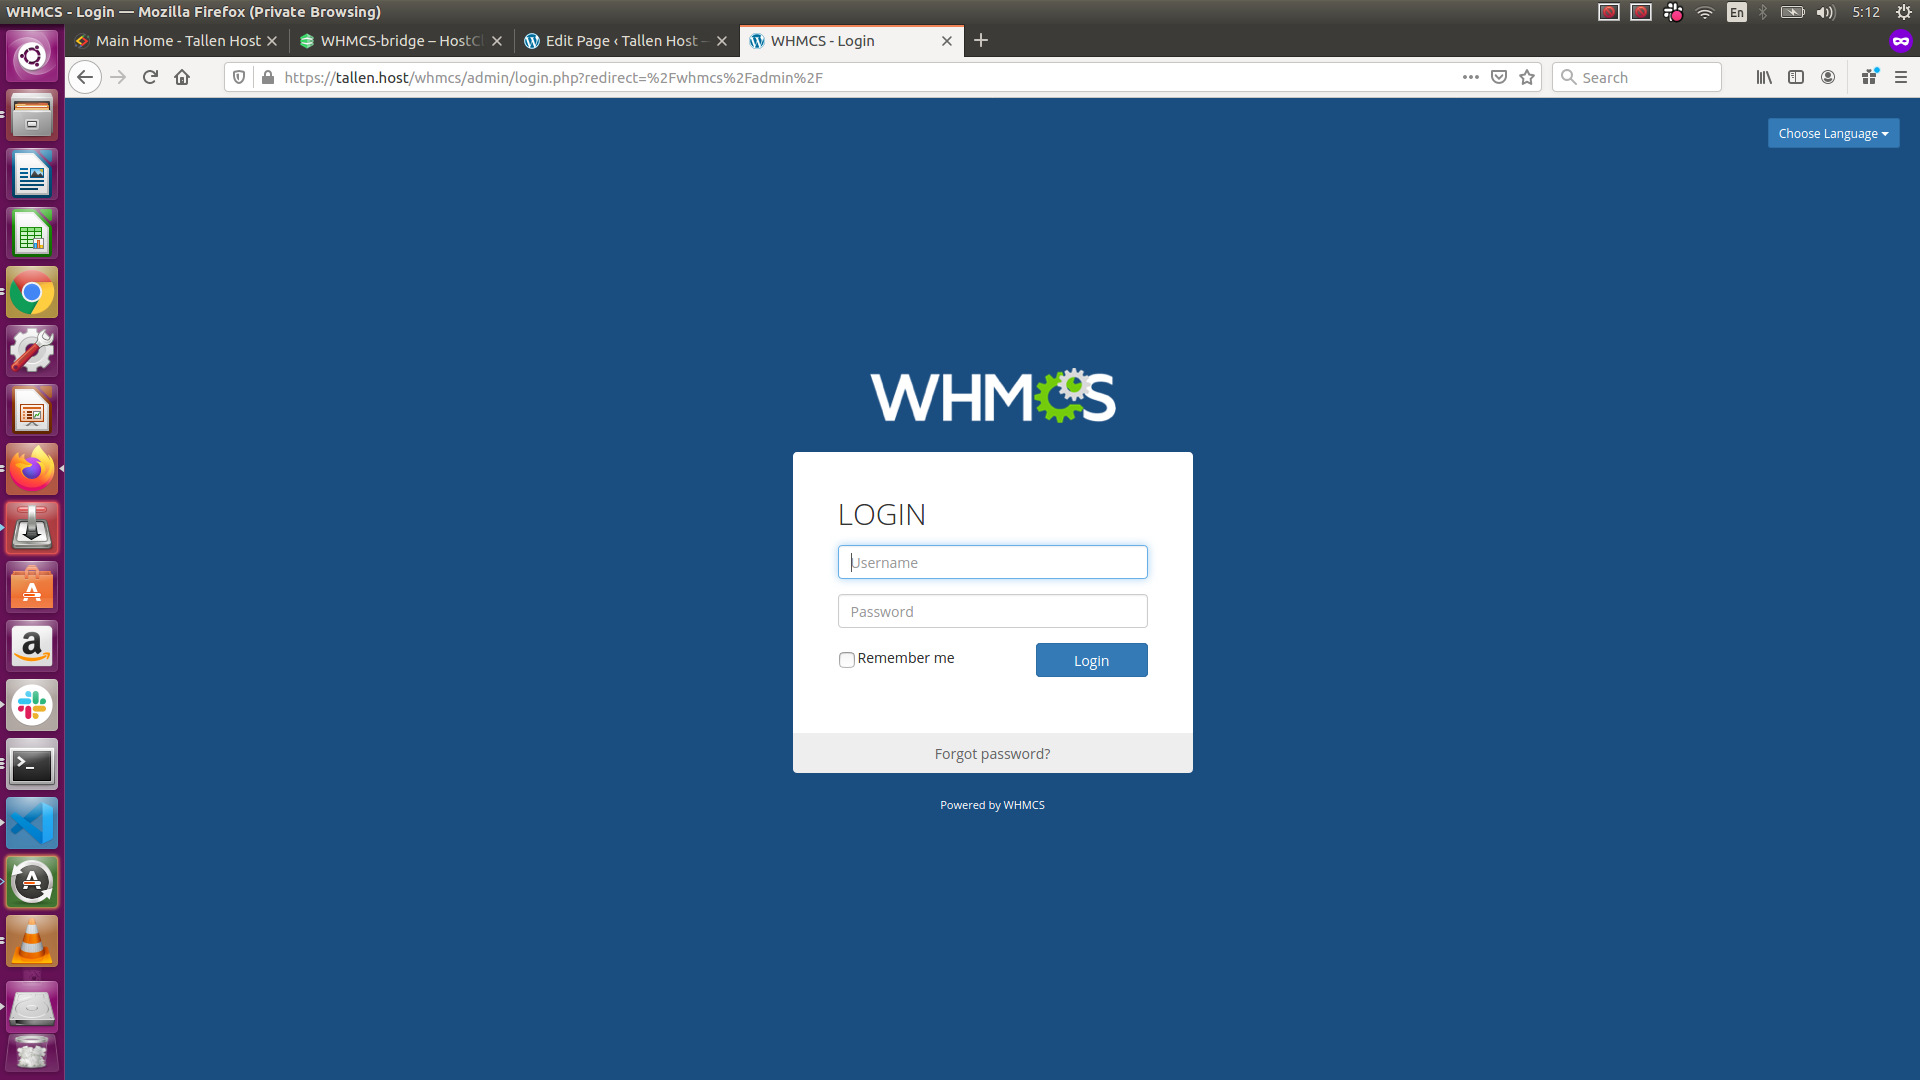 WHMCS - Login — Mozilla Firefox (Private Browsing)
En
5:12
Main Home - Tallen Host
WHMCS-bridge – HostCl
Edit Page ‹ Tallen Host –
WHMCS - Login
https://tallen.host/whmcs/admin/login.php?redirect=%2Fwhmcs%2Fadmin%2F
Search
Choose Language
WHMCS
LOGIN
Username
Password
Remember me
Login
Forgot password?
Powered by WHMCS